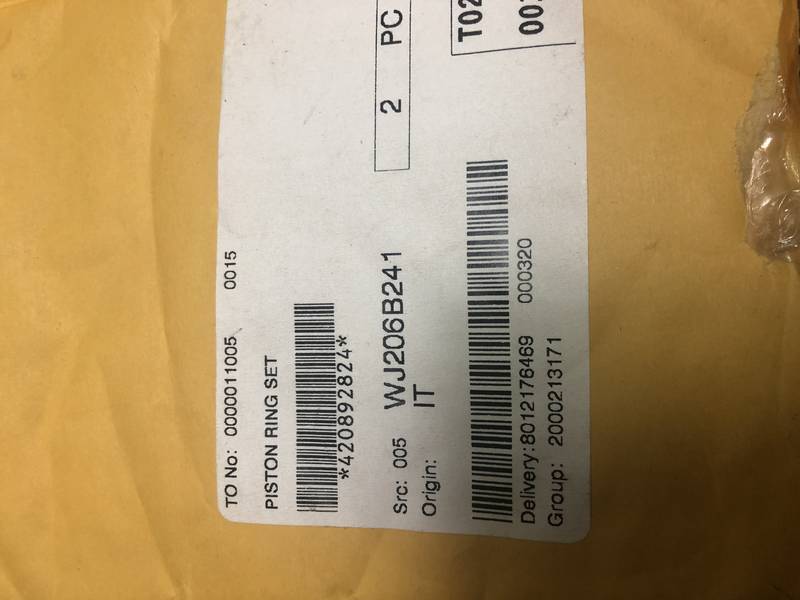 TO No: 0000011005 0015
PISTON RING SET
*420892824*
2 PC
Src: 005 WJ206B241
Origin: IT
T02
00
Delivery:8012176469 000320
Group: 2000213171